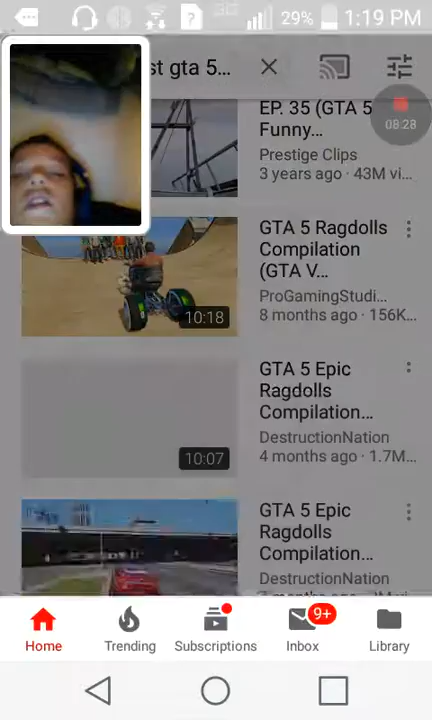 29% 1:19 PM
st gta 5...
08:28
EP. 35 (GTA 5
Funny...
Prestige Clips
3 years ago · 43M vi...
GTA 5 Ragdolls
Compilation
(GTA V...
ProGamingStudi...
8 months ago · 156K...
10:18
GTA 5 Epic
Ragdolls
Compilation...
DestructionNation
4 months ago · 1.7M...
10:07
GTA 5 Epic
Ragdolls
Compilation...
DestructionNation
9+
Home
Trending
Subscriptions
Inbox
Library